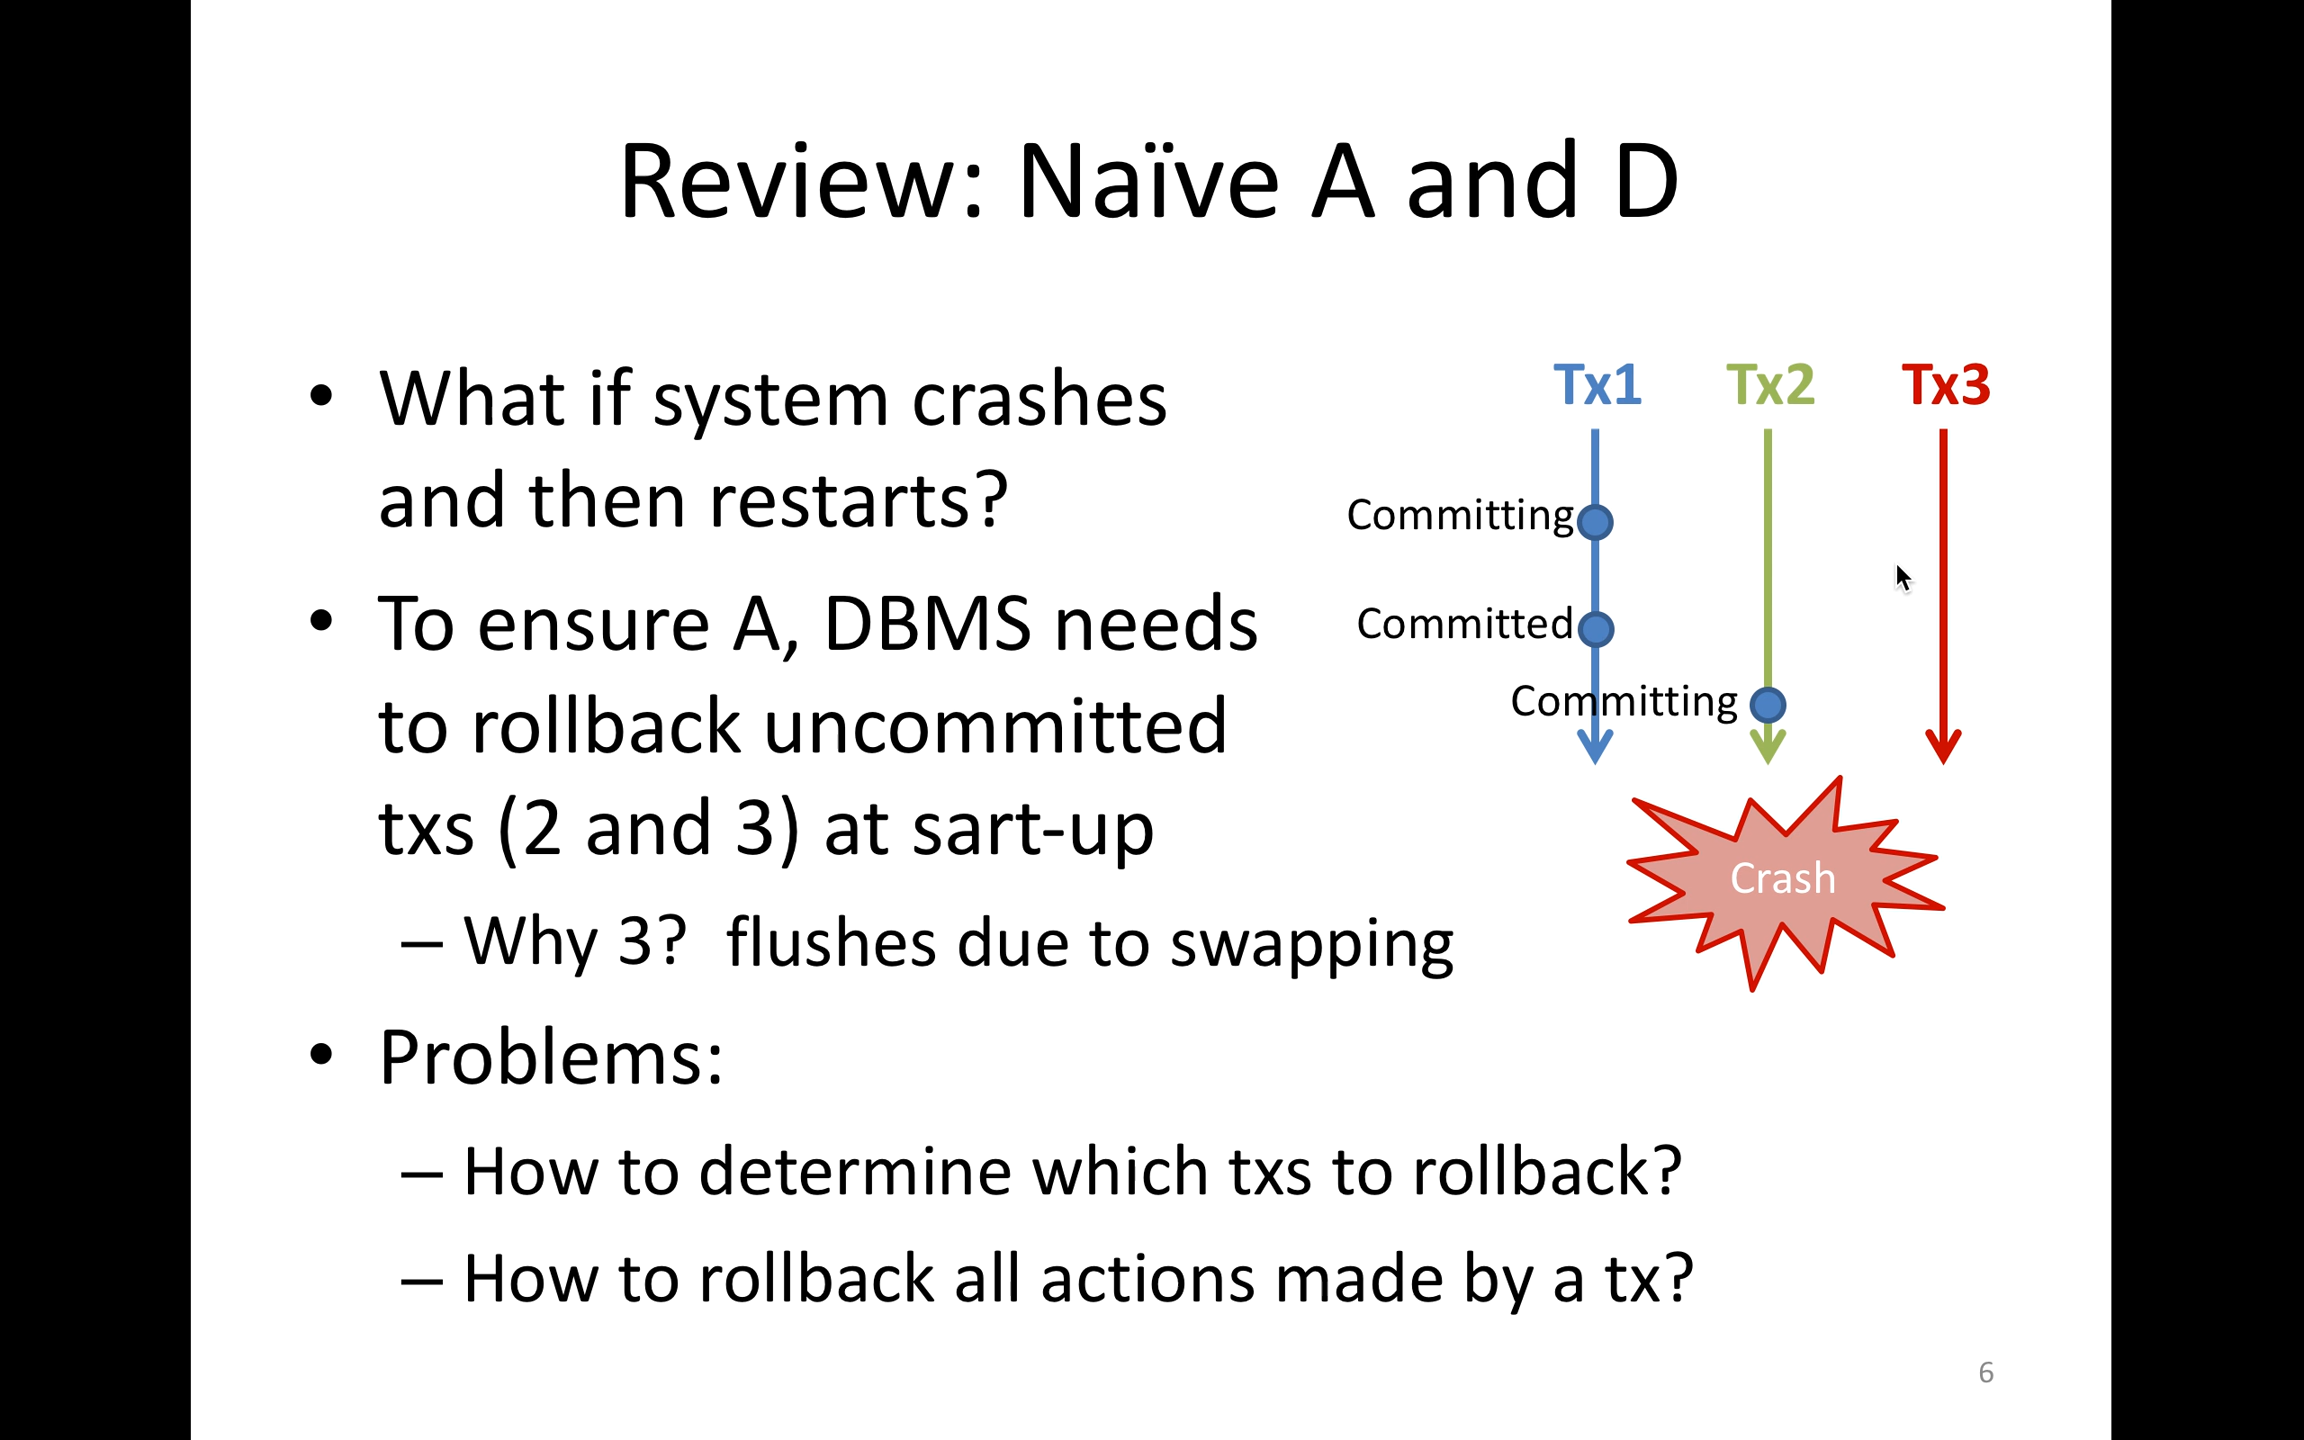 Review: Naïve A and D
• What if system crashes
and then restarts?
• To ensure A, DBMS needs
to rollback uncommitted
txs (2 and 3) at sart-up
– Why 3? flushes due to swapping
• Problems:
– How to determine which txs to rollback?
– How to rollback all actions made by a tx?
Tx1 Tx2 Tx3
Committing
Committed
Committing
Crash
6